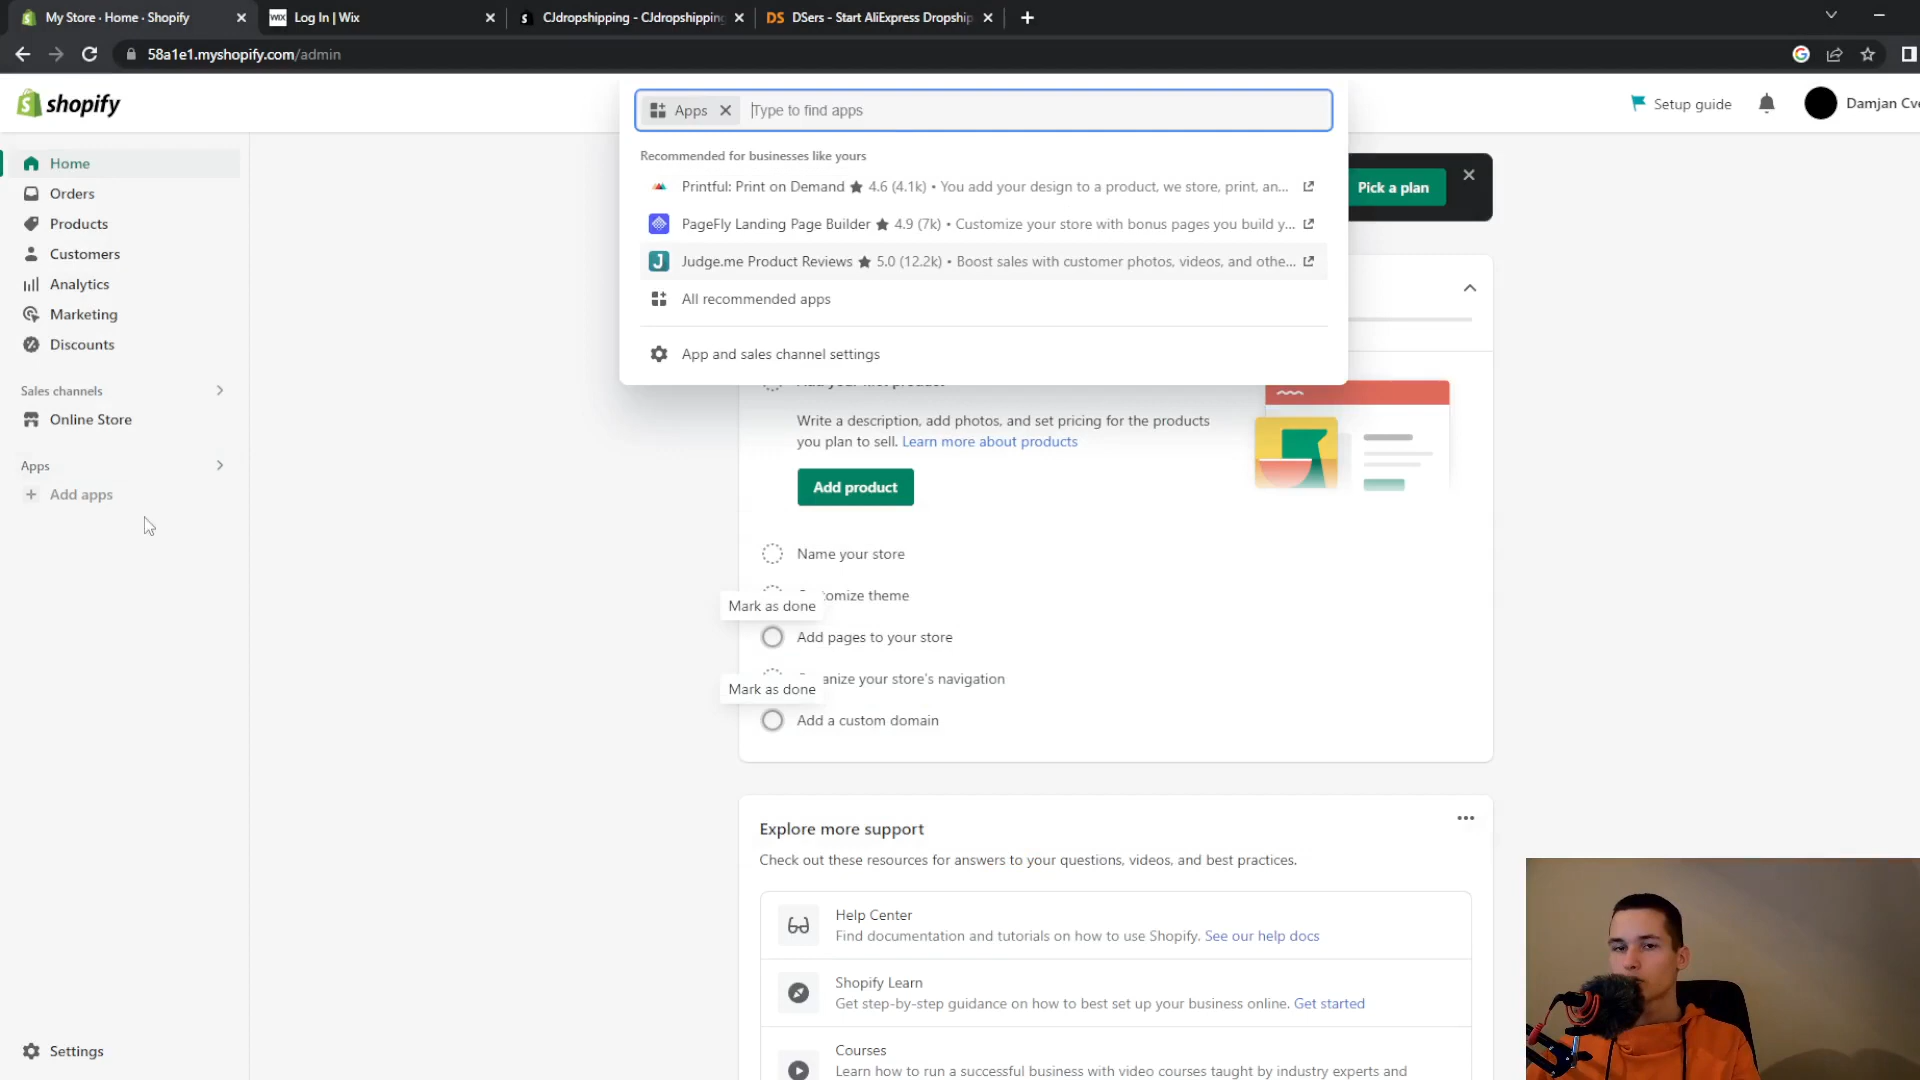 My Store · Home · Shopify
WIX Log In | Wix
CJdropshipping - CJdropshipping
DS DSers - Start AliExpress Dropship
58a1e1.myshopify.com/admin
shopify
Apps Type to find apps
Setup guide
Damjan Cve
Home
Orders
Products
Customers
Analytics
Marketing
Discounts
Sales channels
Online Store
Apps
Add apps
Settings
Recommended for businesses like yours
Printful: Print on Demand ★ 4.6 (4.1k) • You add your design to a product, we store, print, an...
PageFly Landing Page Builder ★ 4.9 (7k) • Customize your store with bonus pages you build y...
J Judge.me Product Reviews ★ 5.0 (12.2k) • Boost sales with customer photos, videos, and othe...
All recommended apps
App and sales channel settings
Pick a plan
Add your first product
Write a description, add photos, and set pricing for the products
you plan to sell. Learn more about products
Add product
Name your store
tomize theme
Mark as done
Add pages to your store
anize your store's navigation
Mark as done
Add a custom domain
Explore more support
Check out these resources for answers to your questions, videos, and best practices.
Help Center
Find documentation and tutorials on how to use Shopify. See our help docs
Shopify Learn
Get step-by-step guidance on how to best set up your business online. Get started
Courses
Learn how to run a successful business with video courses taught by industry experts and